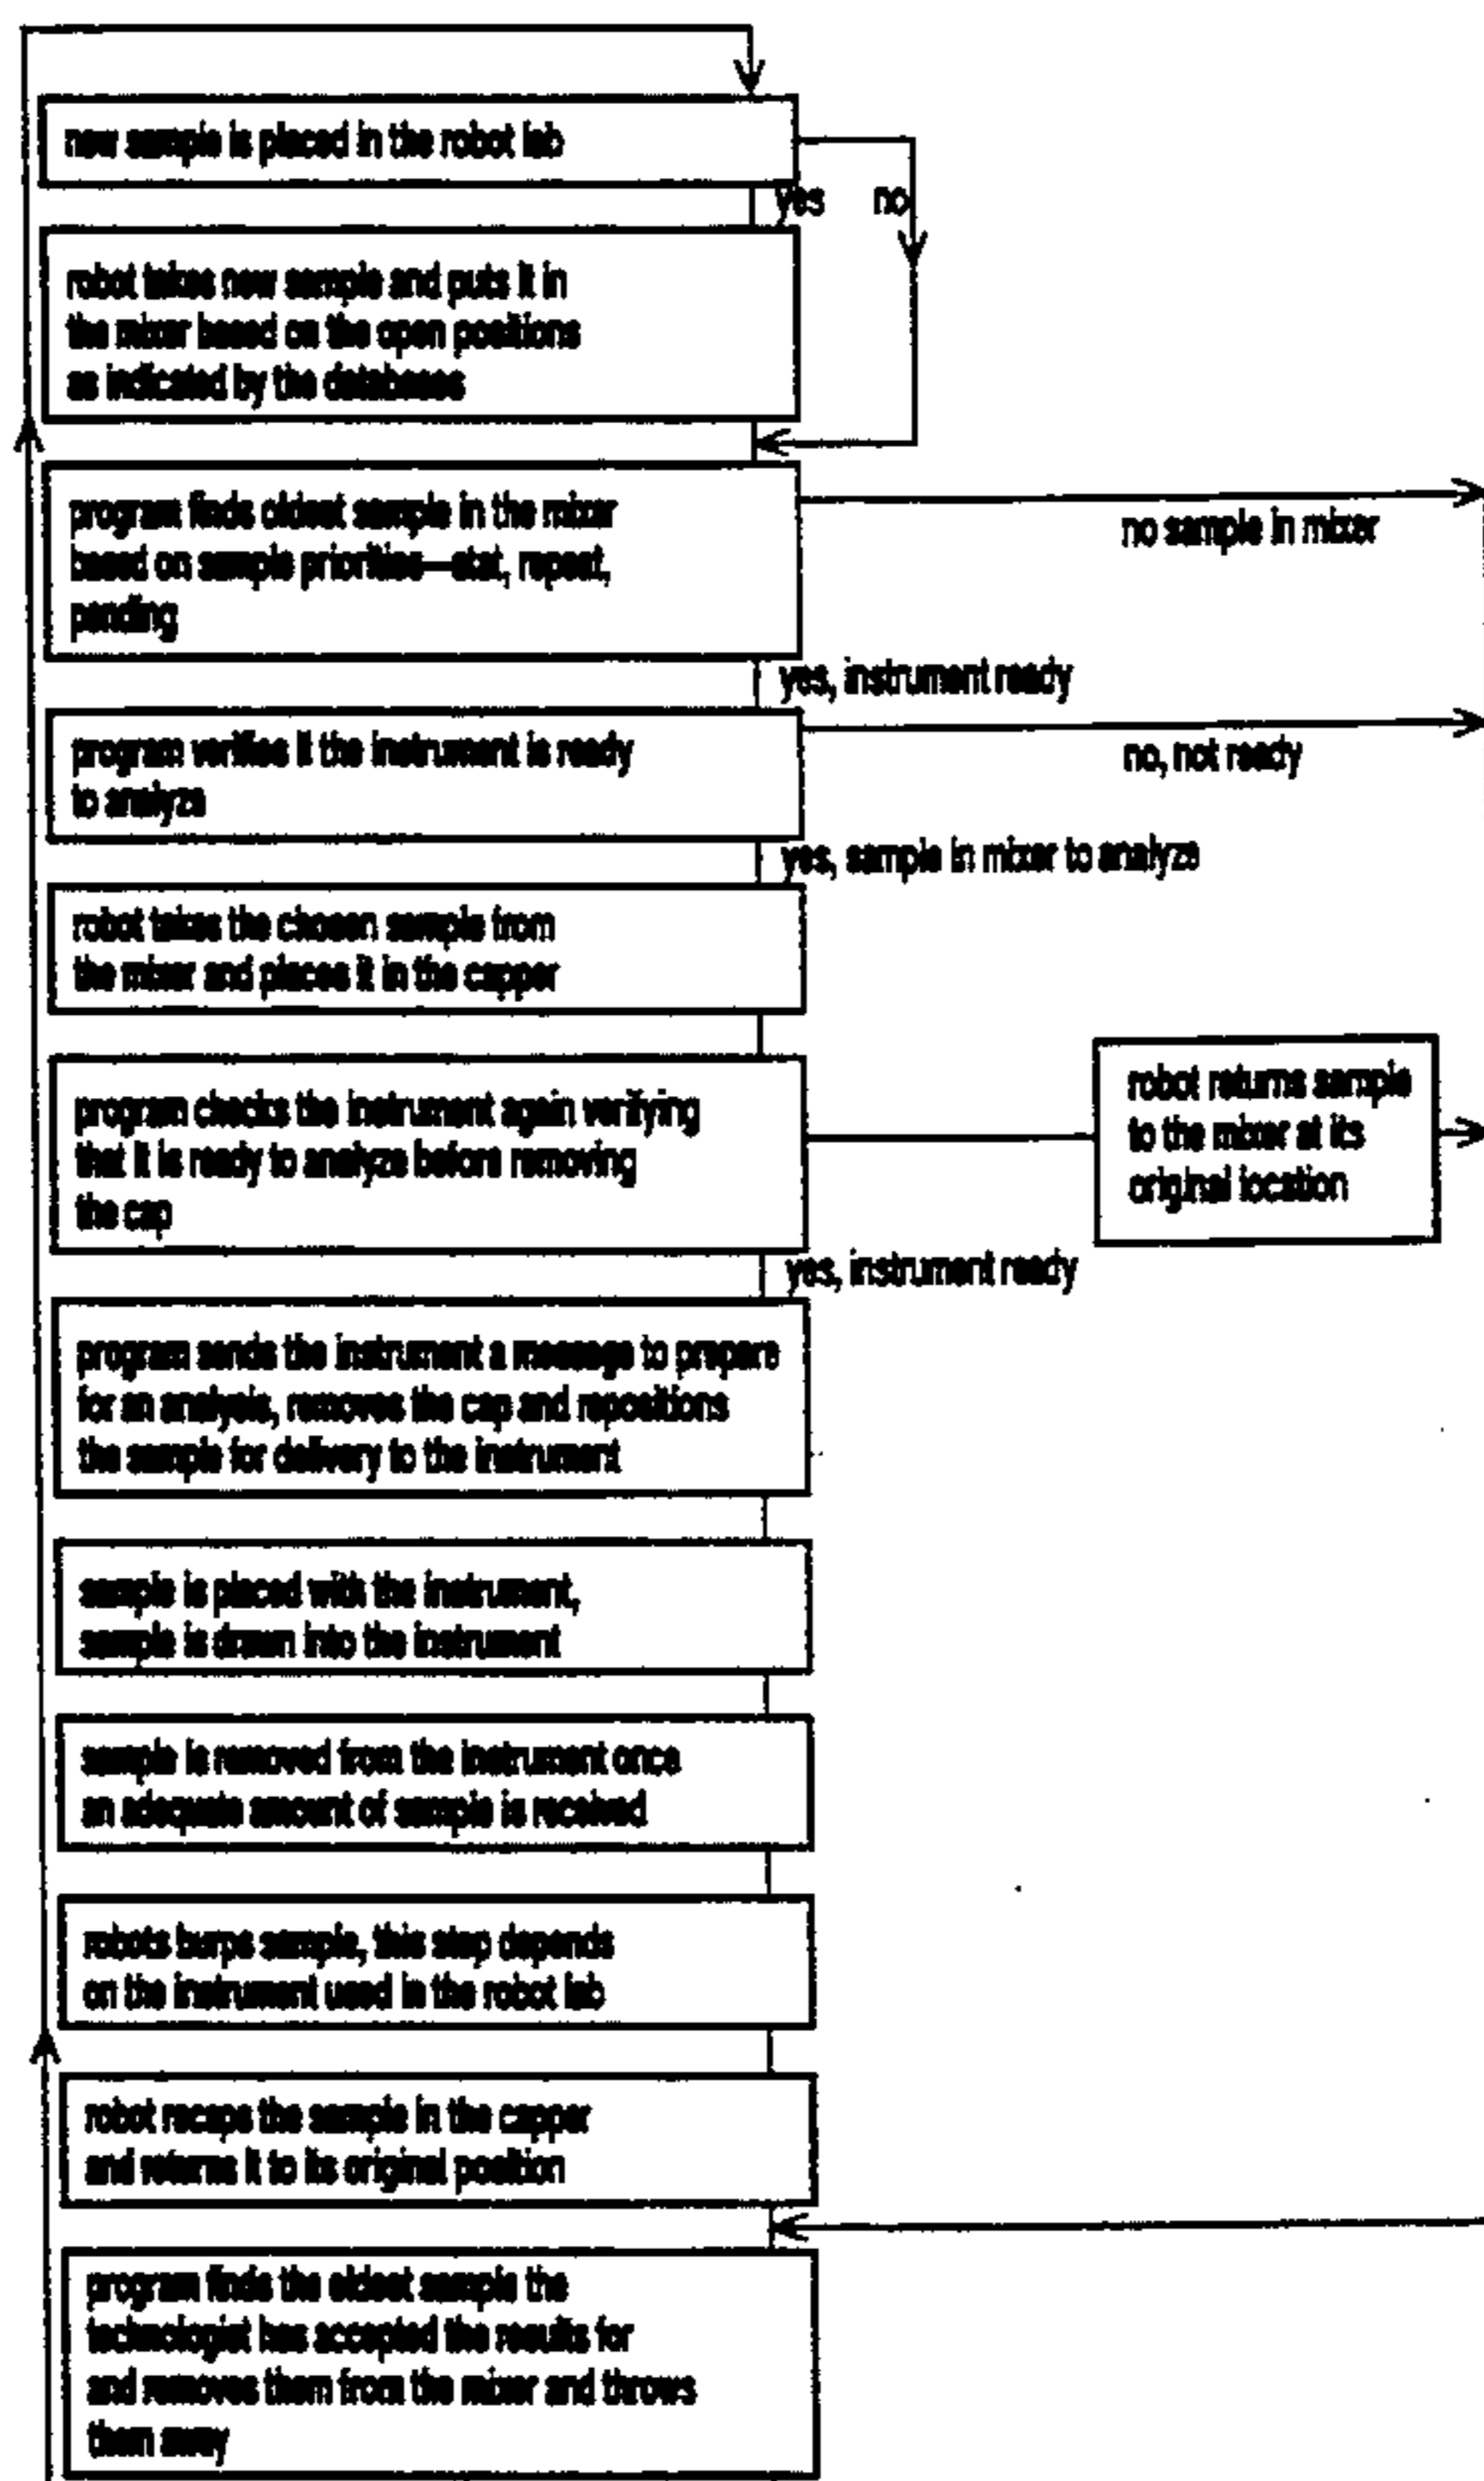 new sample is placed in the robot lab
yes no
robot takes new sample and puts it in
the mixer based on the open positions
as indicated by the databases
program finds oldest sample in the mixer
based on sample priorities—stat, repeat,
pending
no sample in mixer
yes, instrument ready
program verifies it the instrument is ready
to analyze
no, not ready
yes, sample in mixer to analyze
robot takes the chosen sample from
the mixer and places it in the capper
program checks the instrument again verifying
that it is ready to analyze before removing
the cap
robot returns sample
to the mixer at its
original location
yes, instrument ready
program sends the instrument a message to prepare
for an analysis, removes the cap and repositions
the sample for delivery to the instrument
sample is placed with the instrument,
sample is drawn into the instrument
sample is removed from the instrument once
an adequate amount of sample is received
robots burps sample, this step depends
on the instrument used in the robot lab
robot recaps the sample in the capper
and returns it to its original position
program finds the oldest sample the
technologist has accepted the results for
and removes them from the mixer and throws
them away